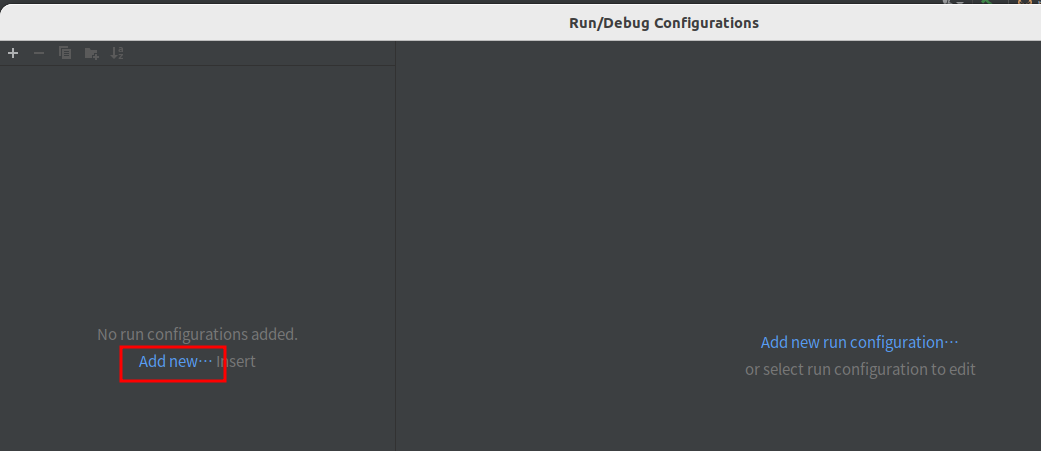 Run/Debug Configurations
No run configurations added.
Add new… Insert
Add new run configuration…
or select run configuration to edit